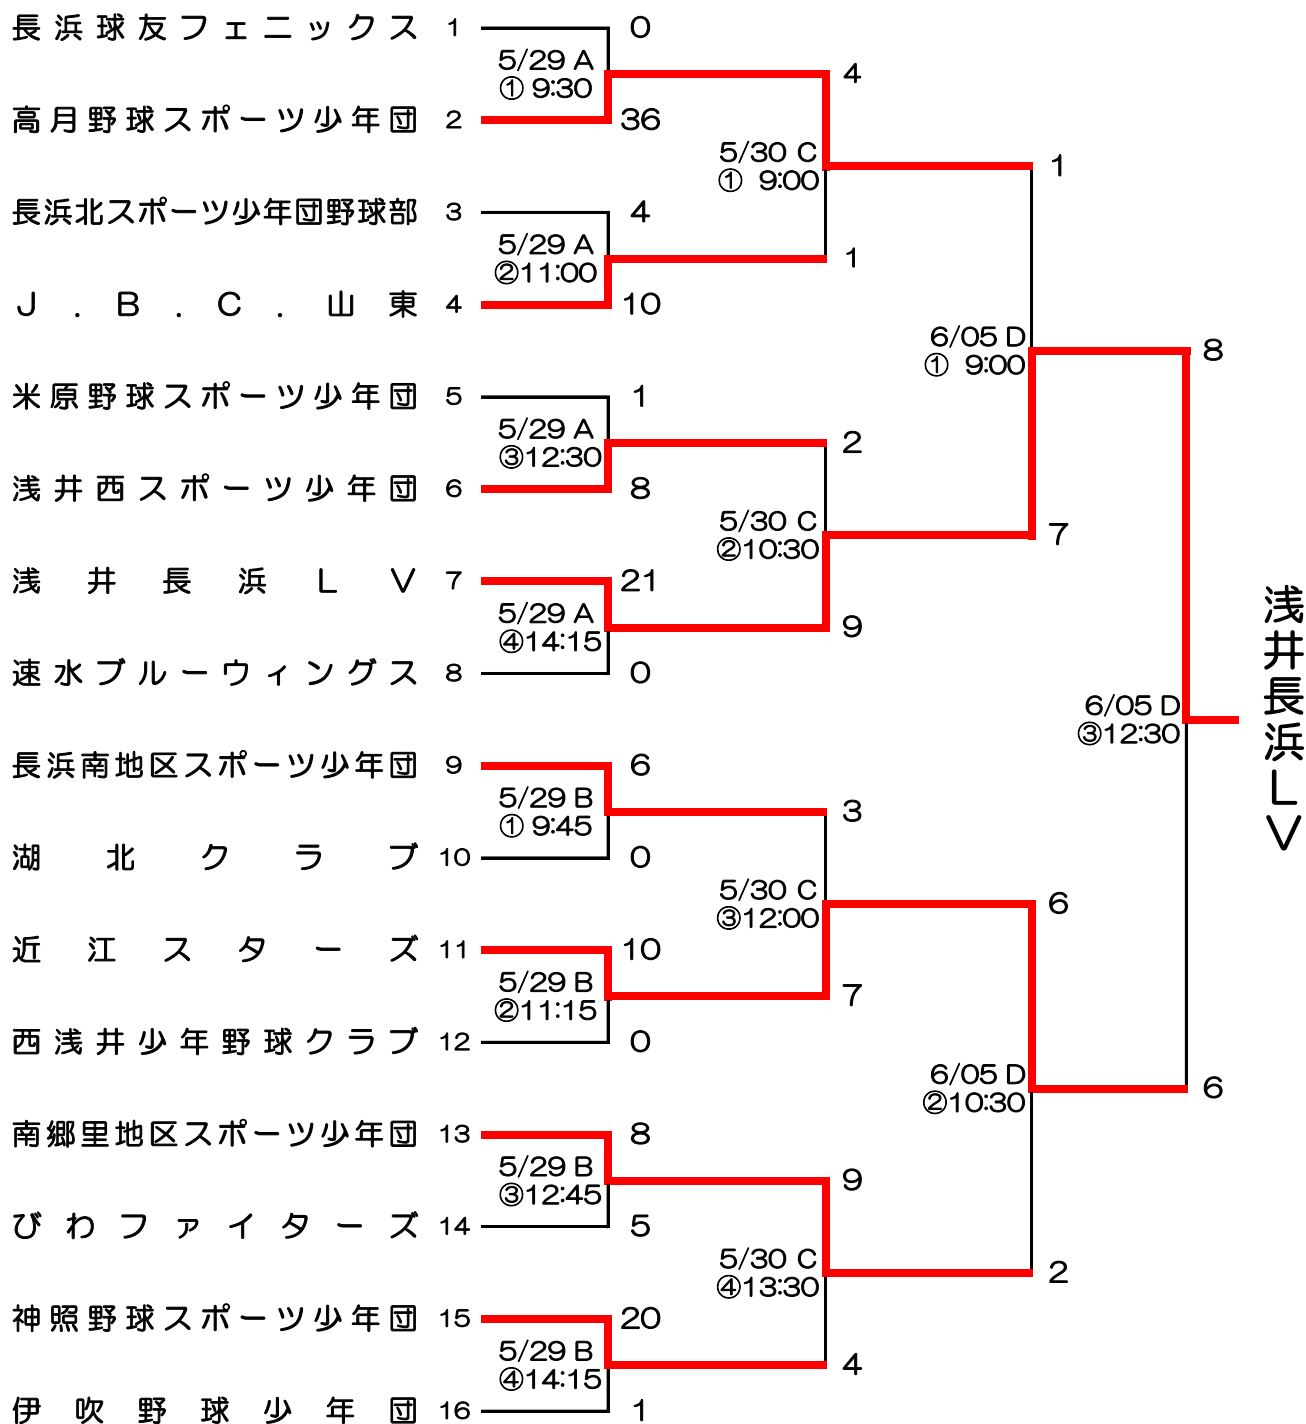 長浜球友フェニックス 1 0
5/29 A
① 9:30
4
高月野球スポーツ少年団 2 36
5/30 C
① 9:00
1
長浜北スポーツ少年団野球部 3 4
5/29 A
②11:00
1
J.B.C.山東 4 10
6/05 D
① 9:00
8
米原野球スポーツ少年団 5 1
5/29 A
③12:30
2
浅井西スポーツ少年団 6 8
5/30 C
②10:30
7
浅井長浜LV 7 21
5/29 A
④14:15
9
速水ブルーウィングス 8 0
6/05 D
③12:30
浅井長浜LV
長浜南地区スポーツ少年団 9 6
5/29 B
① 9:45
3
湖北クラブ 10 0
5/30 C
③12:00
6
近江スターズ 11 10
5/29 B
②11:15
7
西浅井少年野球クラブ 12 0
6/05 D
②10:30
6
南郷里地区スポーツ少年団 13 8
5/29 B
③12:45
9
びわファイターズ 14 5
5/30 C
④13:30
2
神照野球スポーツ少年団 15 20
5/29 B
④14:15
4
伊吹野球少年団 16 1